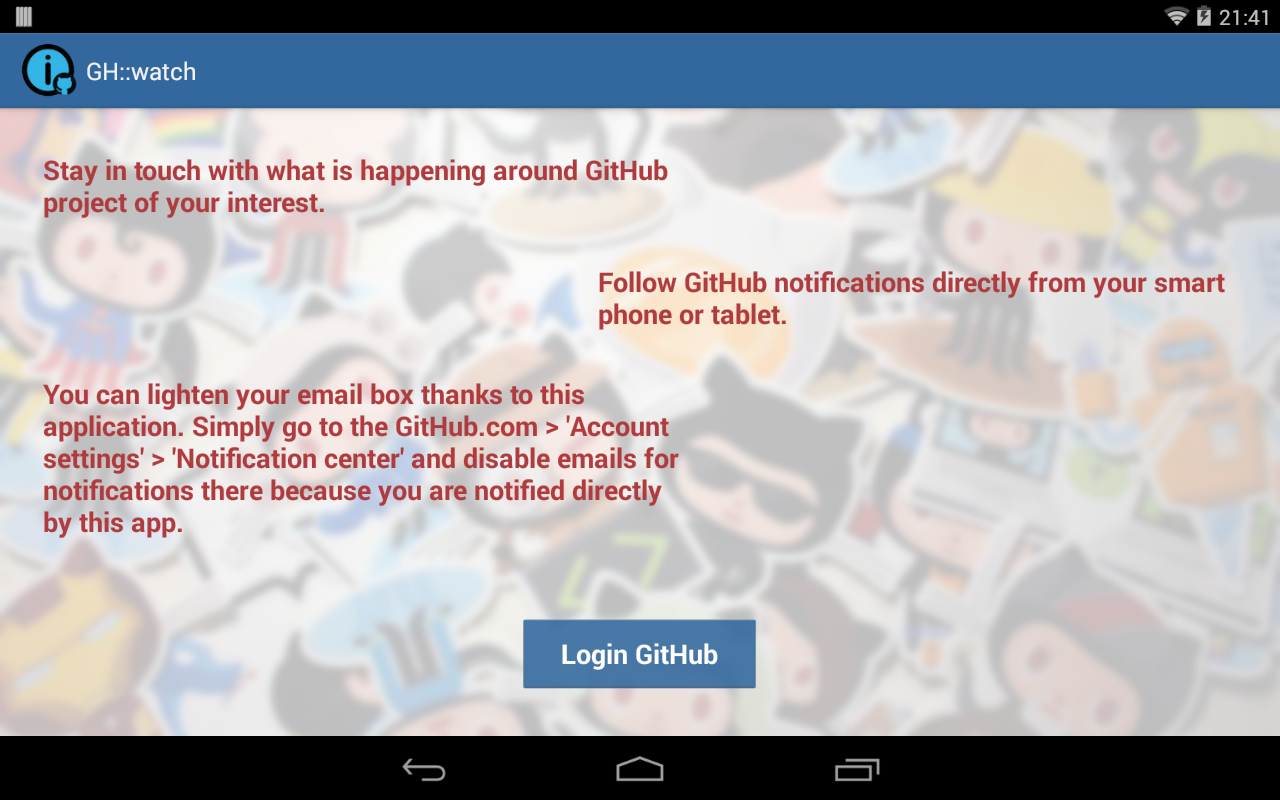 21:41
GH::watch
Stay in touch with what is happening around GitHub
project of your interest.
Follow GitHub notifications directly from your smart
phone or tablet.
You can lighten your email box thanks to this
application. Simply go to the GitHub.com > 'Account
settings' > 'Notification center' and disable emails for
notifications there because you are notified directly
by this app.
Login GitHub